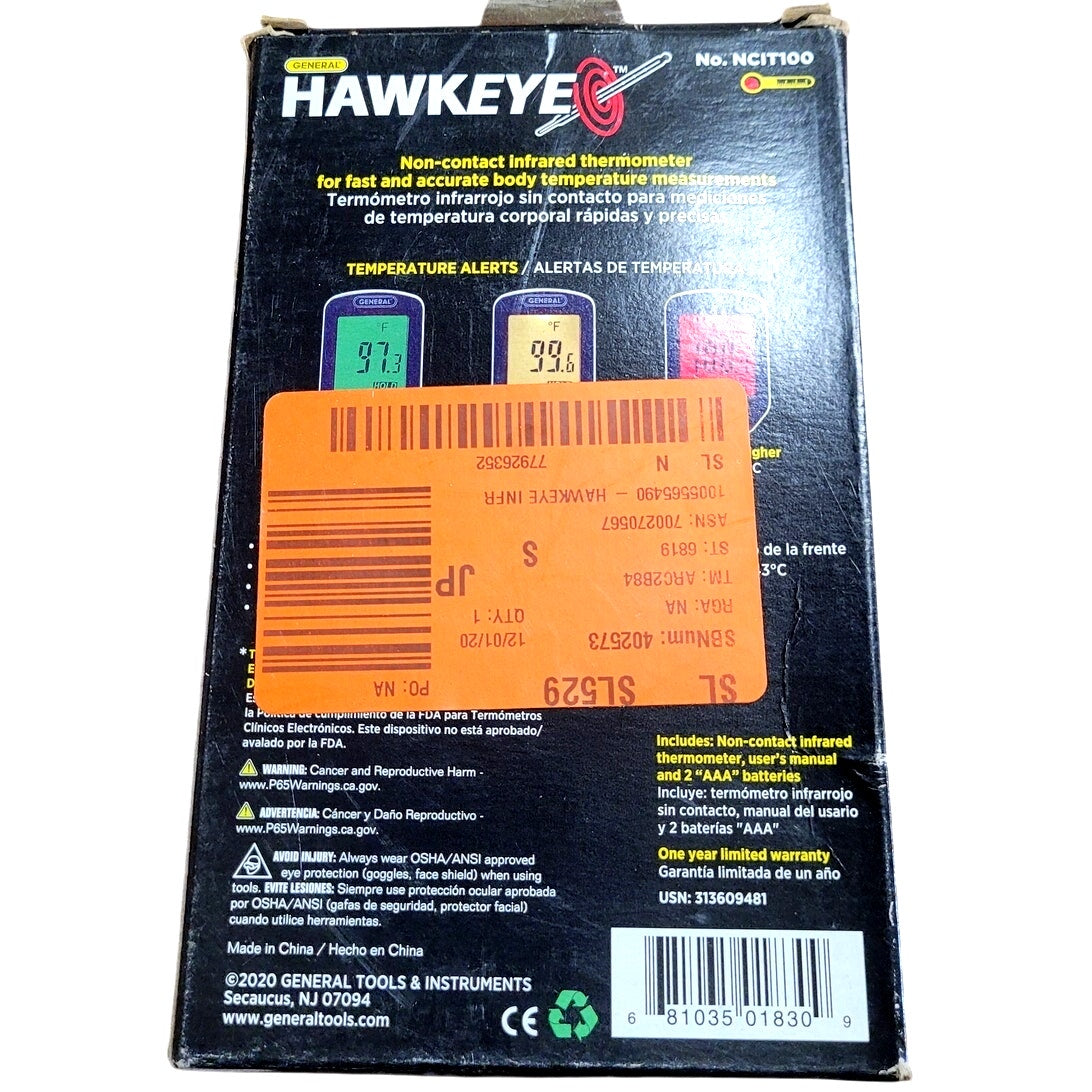 GENERAL
HAWKEYE™
No. NCIT100
Non-contact infrared thermometer
for fast and accurate body temperature measurements
Termómetro infrarrojo sin contacto para mediciones
de temperatura corporal rápidas y precisas
TEMPERATURE ALERTS / ALERTAS DE TEMPERATURA
GENERAL
°F
97.3
HOLD
GENERAL
°F
99.6
gher
C
de la frente
3°C
77926352
SL N
1005565490 – HAWKEYE INFR
ASN: 700270567
ST: 6819
S
TM: ARC2B84
JP
RGA: NA
QTY: 1
SBNum: 402573
12/01/20
SL SL529
PO: NA
*T
E
D
Es
la Política de cumplimiento de la FDA para Termómetros
Clínicos Electrónicos. Este dispositivo no está aprobado/
avalado por la FDA.
WARNING: Cancer and Reproductive Harm -
www.P65Warnings.ca.gov.
ADVERTENCIA: Cáncer y Daño Reproductivo -
www.P65Warnings.ca.gov.
AVOID INJURY: Always wear OSHA/ANSI approved
eye protection (goggles, face shield) when using
tools. EVITE LESIONES: Siempre use protección ocular aprobada
por OSHA/ANSI (gafas de seguridad, protector facial)
cuando utilice herramientas.
Made in China / Hecho en China
©2020 GENERAL TOOLS & INSTRUMENTS
Secaucus, NJ 07094
www.generaltools.com
CE
Includes: Non-contact infrared
thermometer, user's manual
and 2 "AAA" batteries
Incluye: termómetro infrarrojo
sin contacto, manual del usario
y 2 baterías "AAA"
One year limited warranty
Garantía limitada de un año
USN: 313609481
6 81035 01830 9